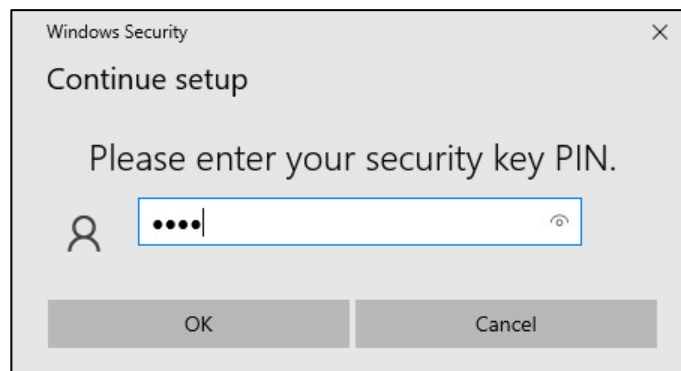 Windows Security
Continue setup
Please enter your security key PIN.
••••
OK Cancel